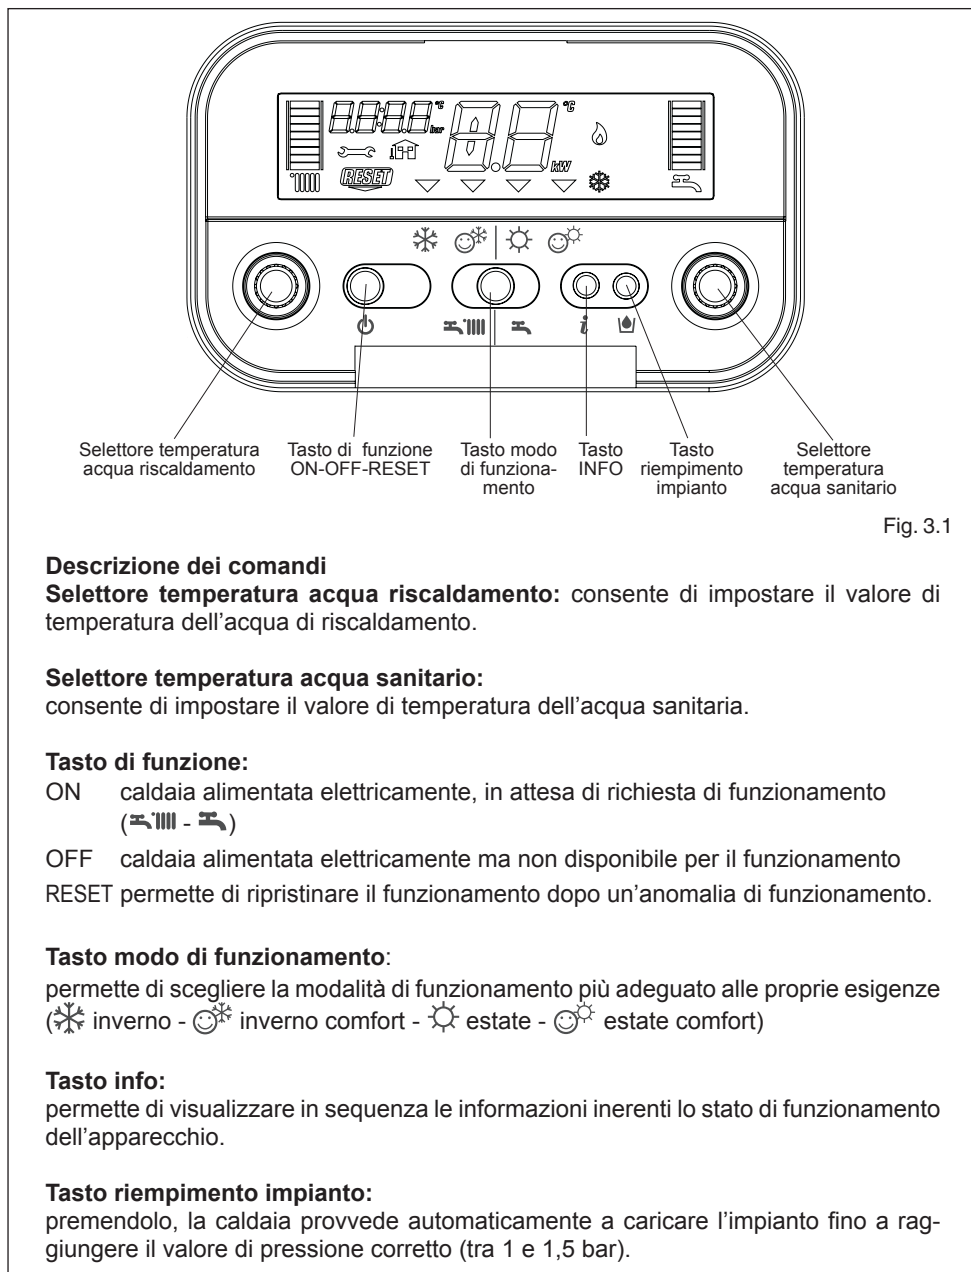 °C
bar
°C
kW
RESET
i
Selettore temperatura
acqua riscaldamento
Tasto di funzione
ON-OFF-RESET
Tasto modo
di funziona-
mento
Tasto
INFO
Tasto
riempimento
impianto
Selettore
temperatura
acqua sanitario
Fig. 3.1
Descrizione dei comandi
Selettore temperatura acqua riscaldamento: consente di impostare il valore di
temperatura dell’acqua di riscaldamento.
Selettore temperatura acqua sanitario:
consente di impostare il valore di temperatura dell’acqua sanitaria.
Tasto di funzione:
ON caldaia alimentata elettricamente, in attesa di richiesta di funzionamento
( - )
OFF caldaia alimentata elettricamente ma non disponibile per il funzionamento
RESET permette di ripristinare il funzionamento dopo un’anomalia di funzionamento.
Tasto modo di funzionamento:
permette di scegliere la modalità di funzionamento più adeguato alle proprie esigenze
( inverno - inverno comfort - estate - estate comfort)
Tasto info:
permette di visualizzare in sequenza le informazioni inerenti lo stato di funzionamento
dell’apparecchio.
Tasto riempimento impianto:
premendolo, la caldaia provvede automaticamente a caricare l’impianto fino a rag-
giungere il valore di pressione corretto (tra 1 e 1,5 bar).